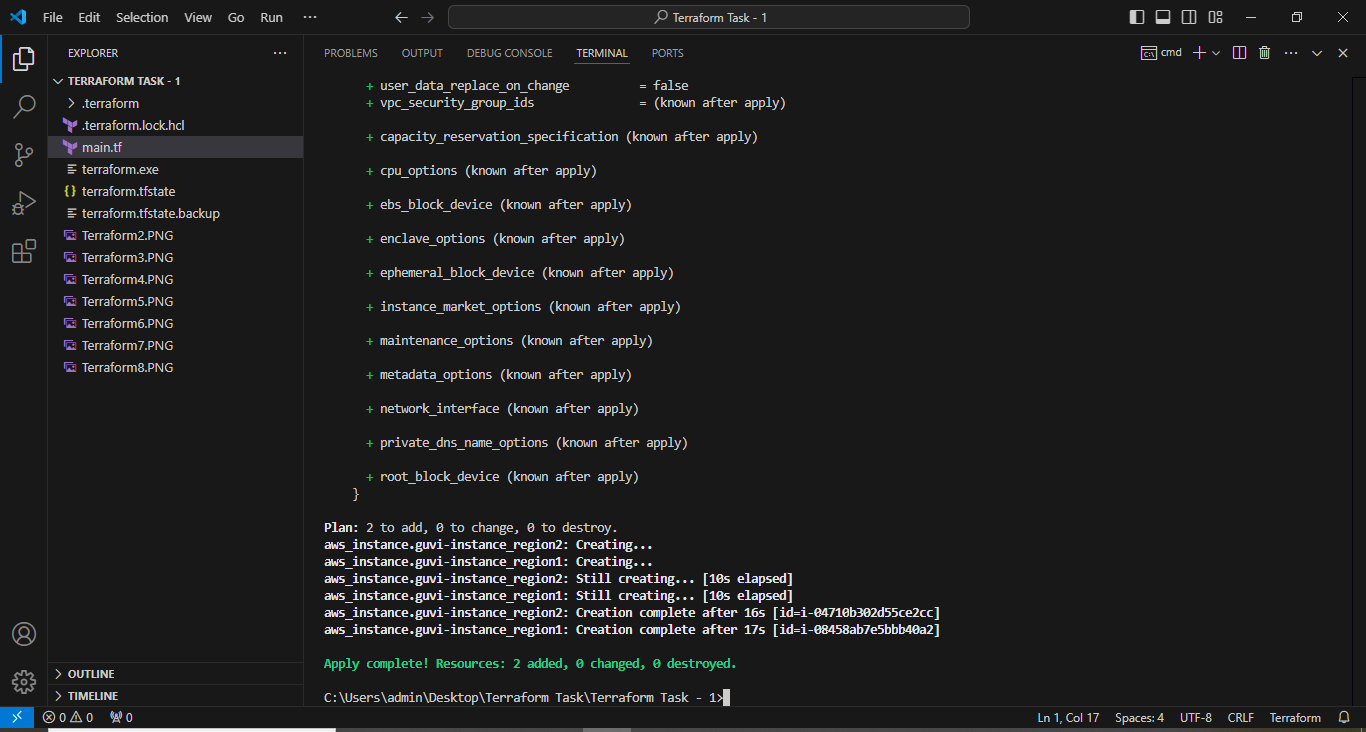 File Edit Selection View Go Run ···
Terraform Task - 1
EXPLORER
TERRAFORM TASK - 1
.terraform
.terraform.lock.hcl
main.tf
terraform.exe
terraform.tfstate
terraform.tfstate.backup
Terraform2.PNG
Terraform3.PNG
Terraform4.PNG
Terraform5.PNG
Terraform6.PNG
Terraform7.PNG
Terraform8.PNG
OUTLINE
TIMELINE
PROBLEMS OUTPUT DEBUG CONSOLE TERMINAL PORTS
cmd
+ user_data_replace_on_change = false
+ vpc_security_group_ids = (known after apply)
+ capacity_reservation_specification (known after apply)
+ cpu_options (known after apply)
+ ebs_block_device (known after apply)
+ enclave_options (known after apply)
+ ephemeral_block_device (known after apply)
+ instance_market_options (known after apply)
+ maintenance_options (known after apply)
+ metadata_options (known after apply)
+ network_interface (known after apply)
+ private_dns_name_options (known after apply)
+ root_block_device (known after apply)
}
Plan: 2 to add, 0 to change, 0 to destroy.
aws_instance.guvi-instance_region2: Creating...
aws_instance.guvi-instance_region1: Creating...
aws_instance.guvi-instance_region2: Still creating... [10s elapsed]
aws_instance.guvi-instance_region1: Still creating... [10s elapsed]
aws_instance.guvi-instance_region2: Creation complete after 16s [id=i-04710b302d55ce2cc]
aws_instance.guvi-instance_region1: Creation complete after 17s [id=i-08458ab7e5bbb40a2]
Apply complete! Resources: 2 added, 0 changed, 0 destroyed.
C:\Users\admin\Desktop\Terraform Task\Terraform Task - 1>
0 0 0
Ln 1, Col 17 Spaces: 4 UTF-8 CRLF Terraform